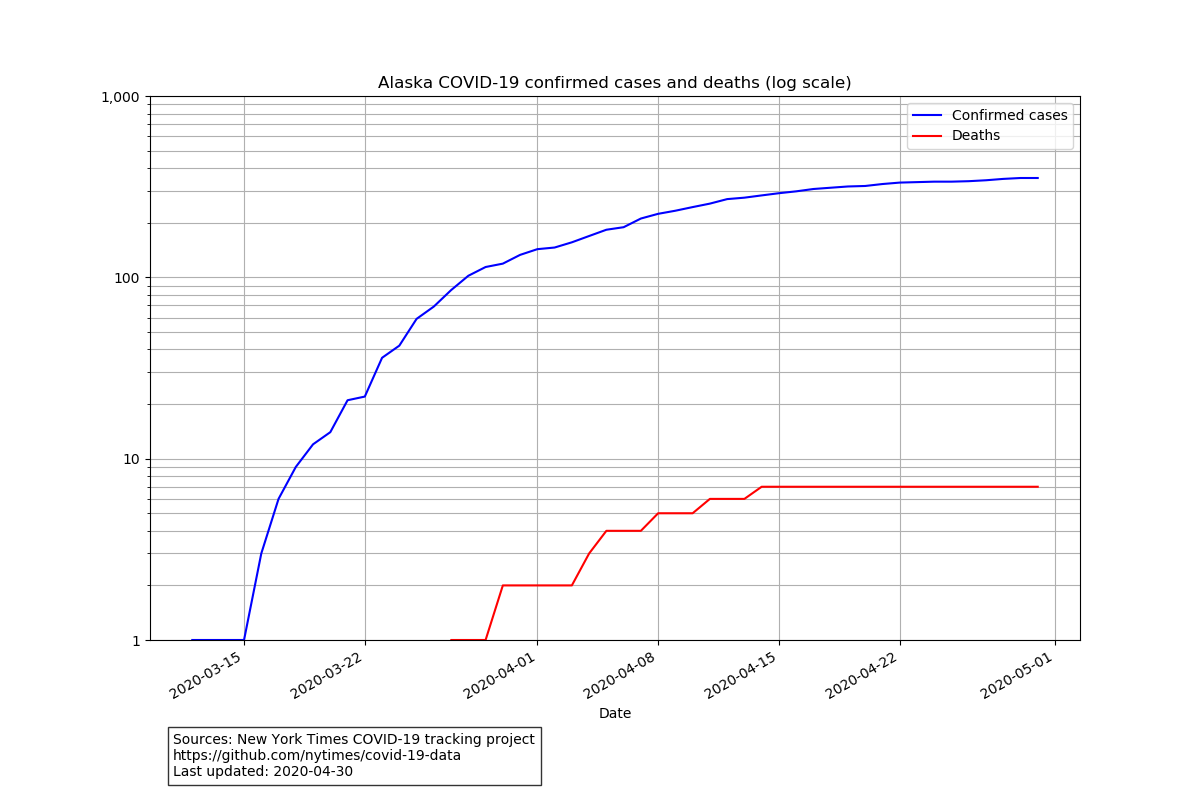 Alaska COVID-19 confirmed cases and deaths (log scale)
1,000
100
10
1
Confirmed cases
Deaths
2020-03-15
2020-03-22
2020-04-01
2020-04-08
2020-04-15
2020-04-22
2020-05-01
Date
Sources: New York Times COVID-19 tracking project
https://github.com/nytimes/covid-19-data
Last updated: 2020-04-30